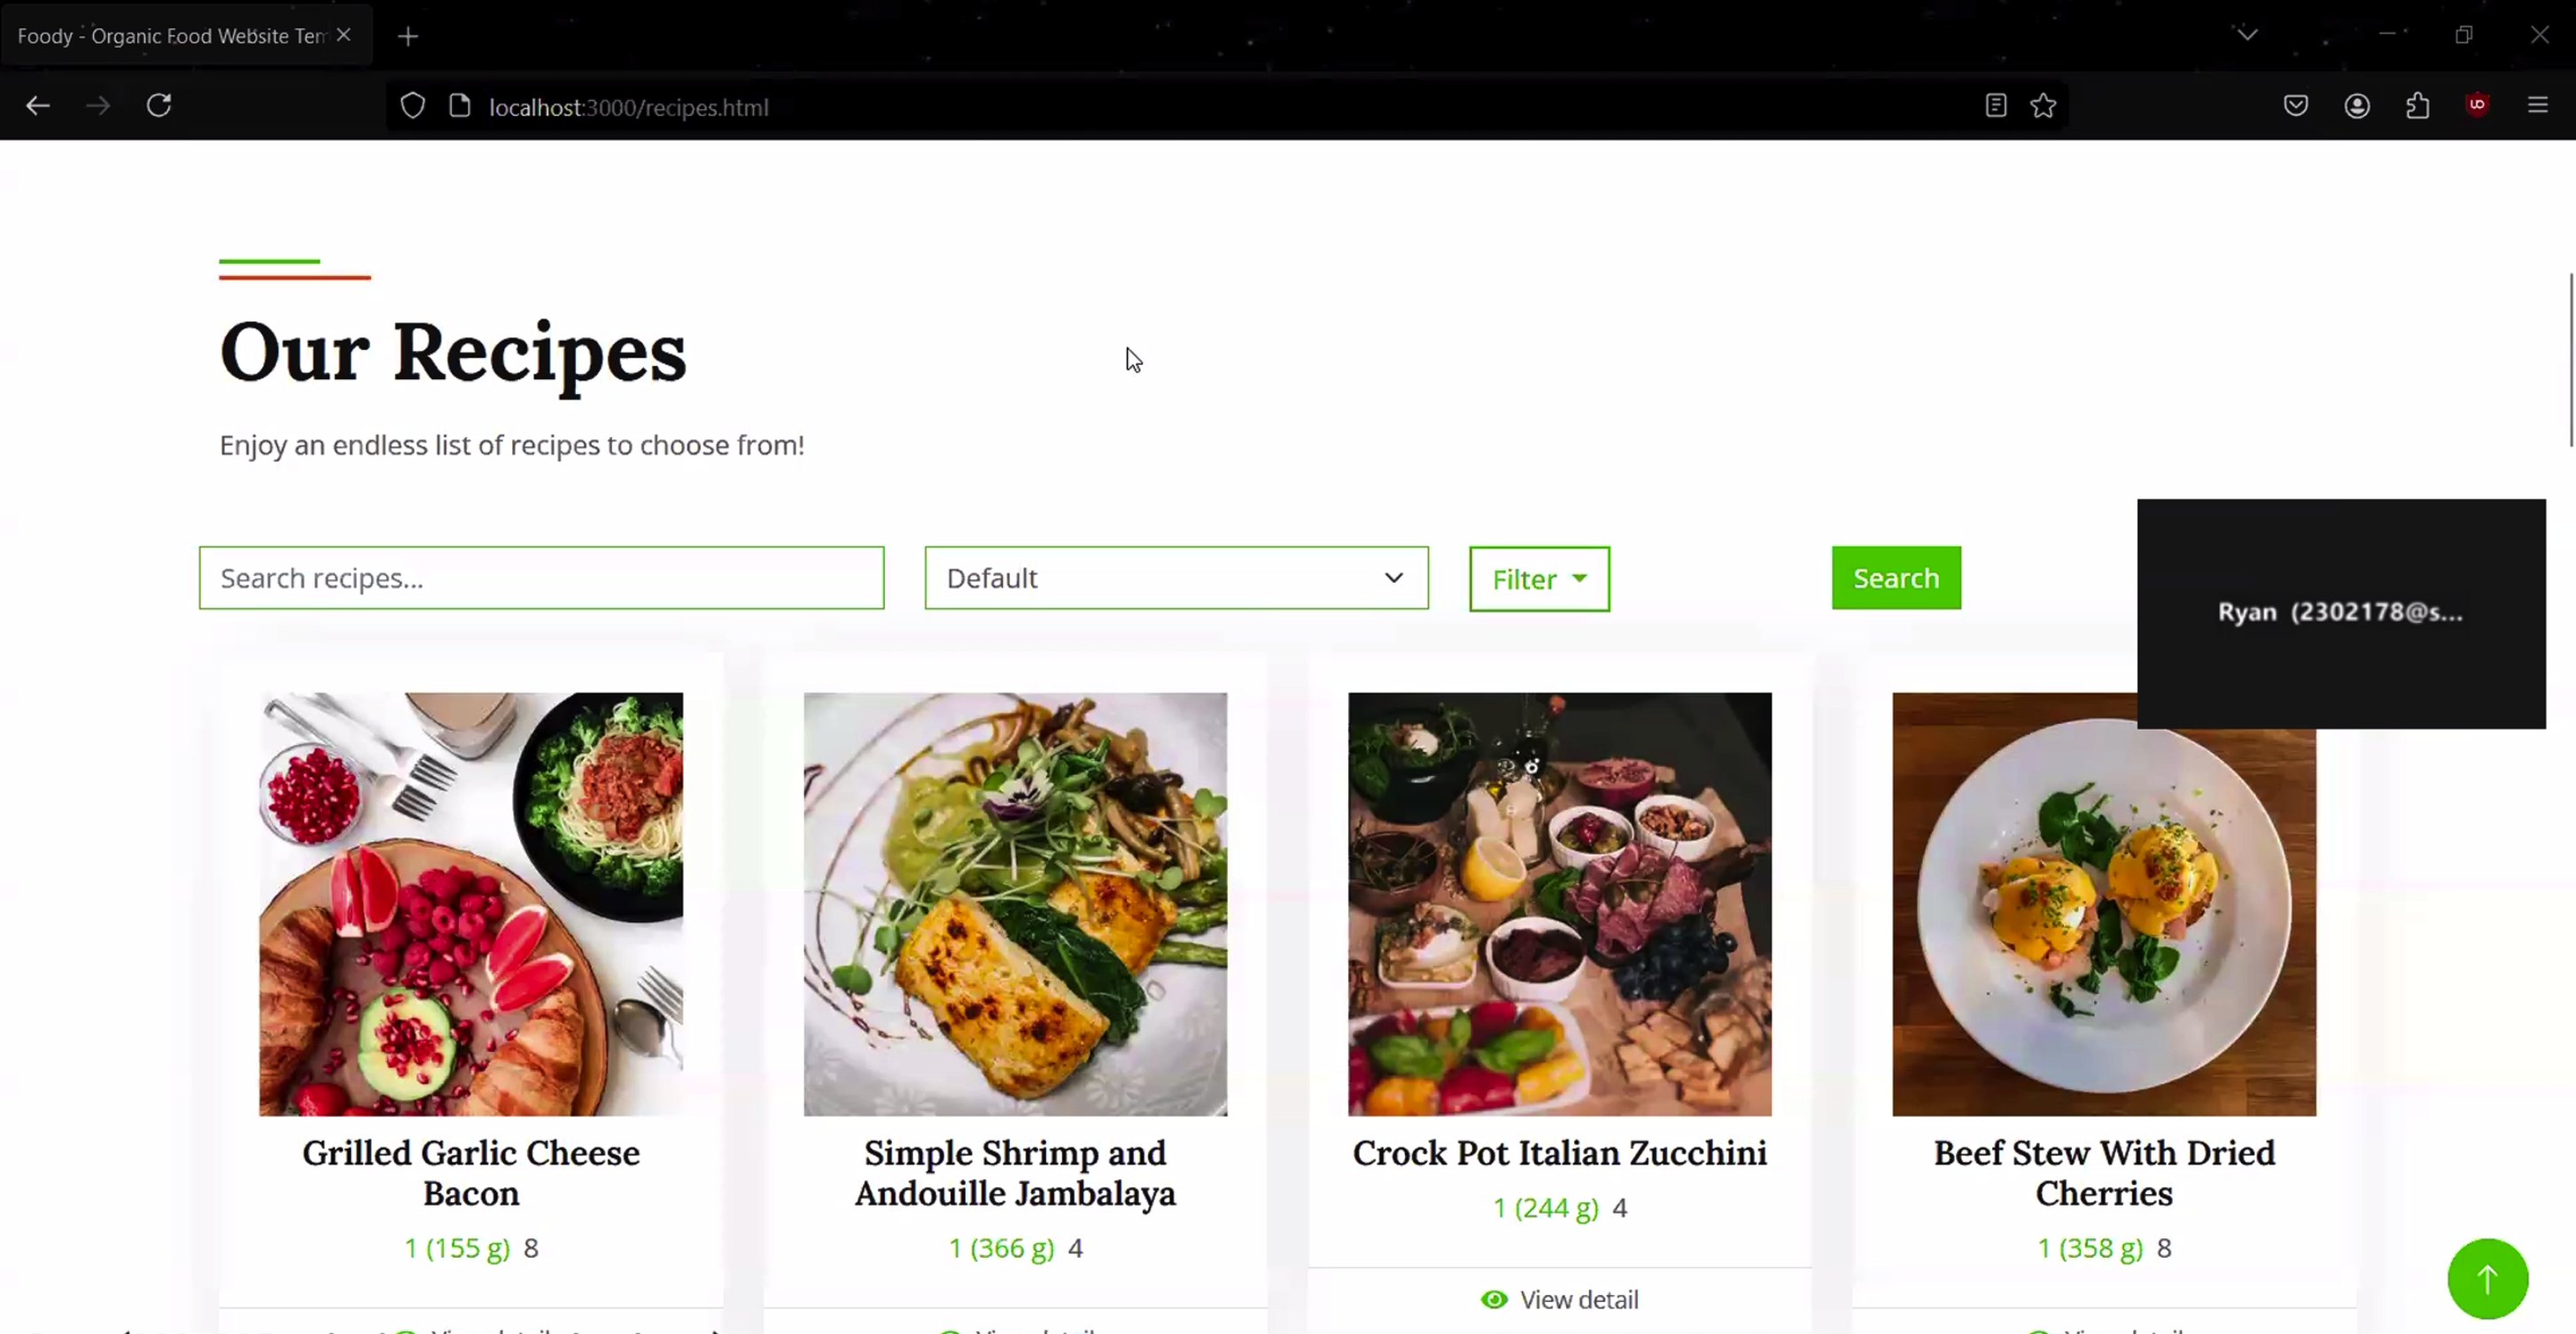 Foody - Organic Food Website Tem
localhost:3000/recipes.html
Our Recipes
Enjoy an endless list of recipes to choose from!
Search recipes...
Default
Filter
Search
Ryan (2302178@s...
Grilled Garlic Cheese
Bacon
1 (155 g) 8
Simple Shrimp and
Andouille Jambalaya
1 (366 g) 4
Crock Pot Italian Zucchini
1 (244 g) 4
View detail
Beef Stew With Dried
Cherries
1 (358 g) 8